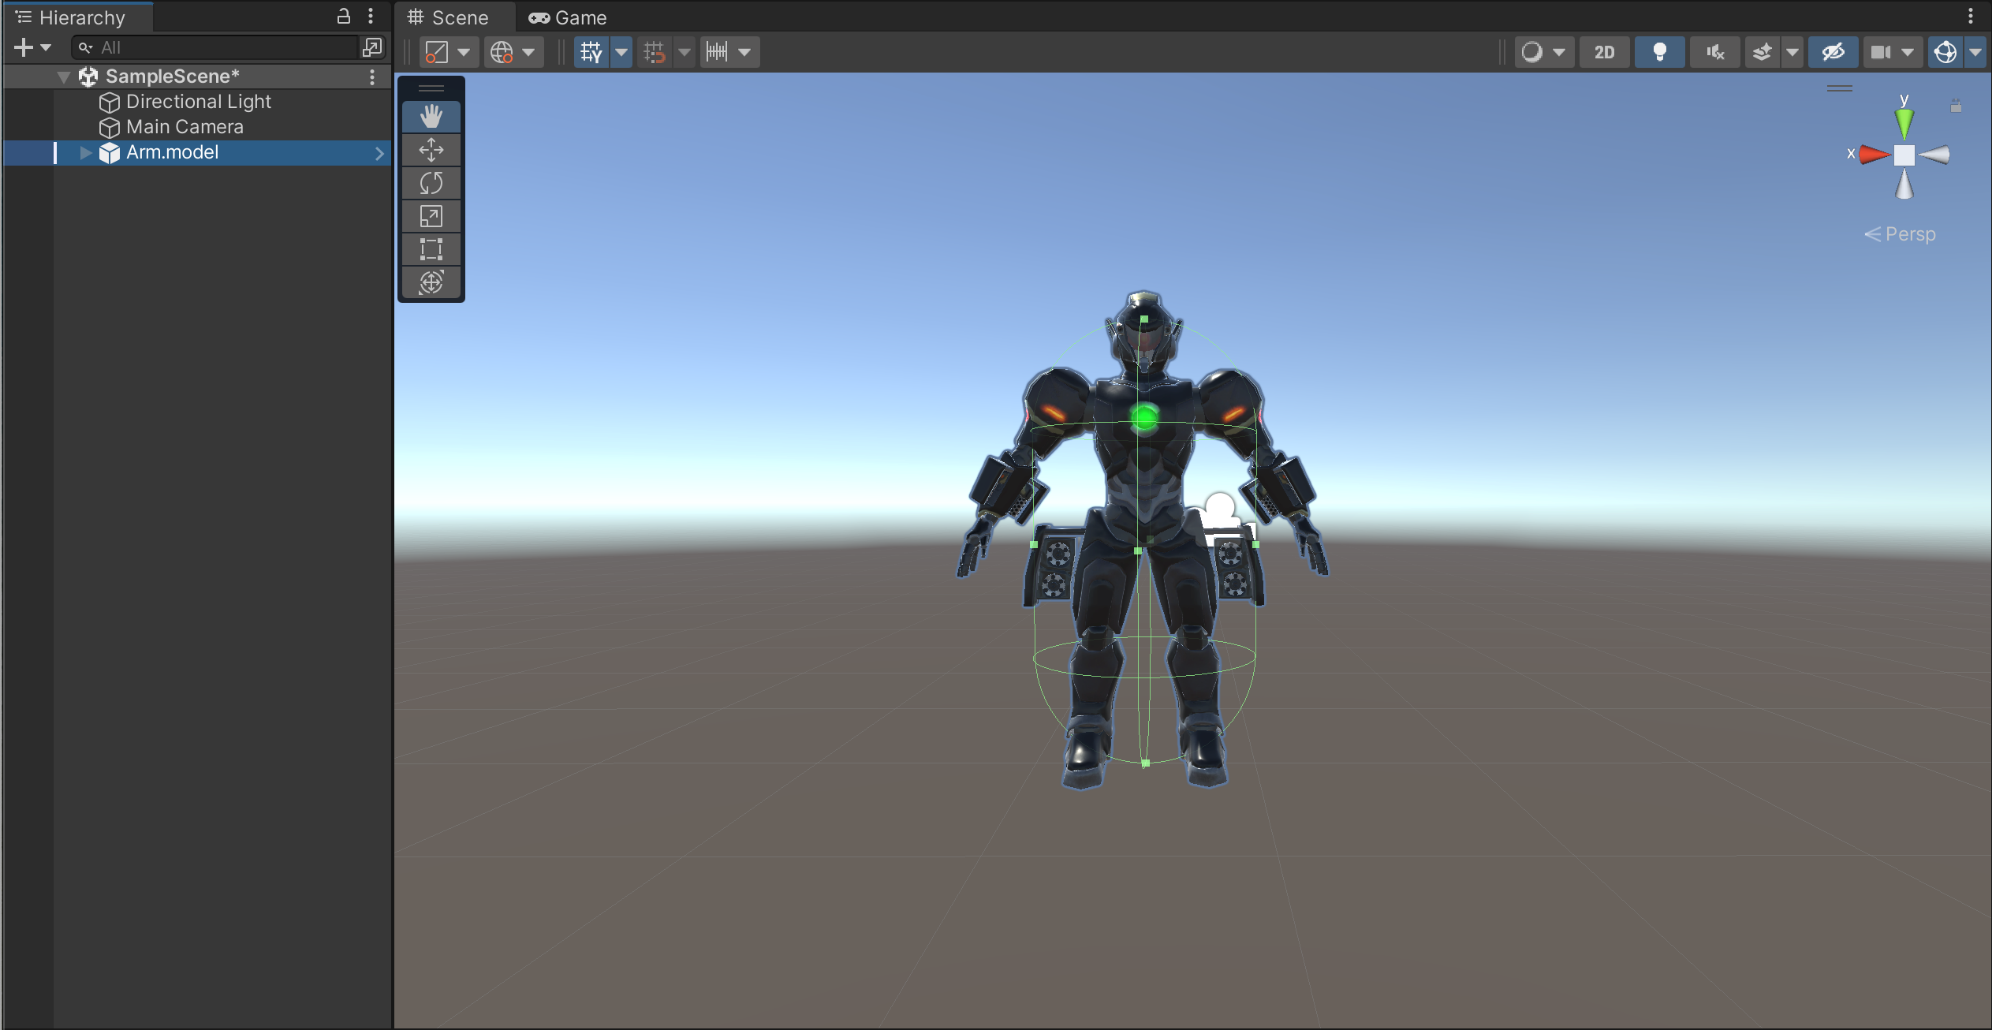 Hierarchy
All
SampleScene*
Directional Light
Main Camera
Arm.model
Scene
Game
2D
y
x
Persp